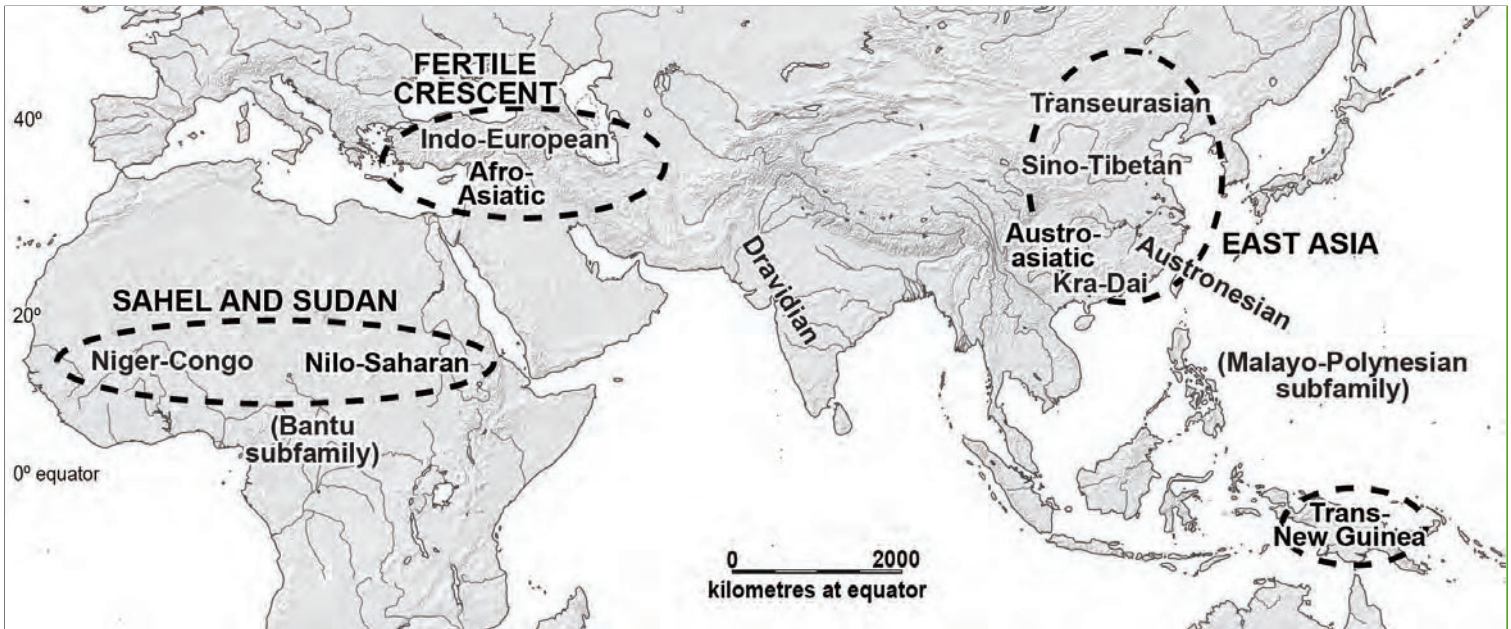 FERTILE
CRESCENT
40º
Indo-European
Afro-
Asiatic
Transeurasian
Sino-Tibetan
Austro-
asiatic
Kra-Dai
Austronesian
EAST ASIA
Dravidian
SAHEL AND SUDAN
20º
Niger-Congo
Nilo-Saharan
(Bantu
subfamily)
(Malayo-Polynesian
subfamily)
0º equator
Trans-
New Guinea
0 2000
kilometres at equator